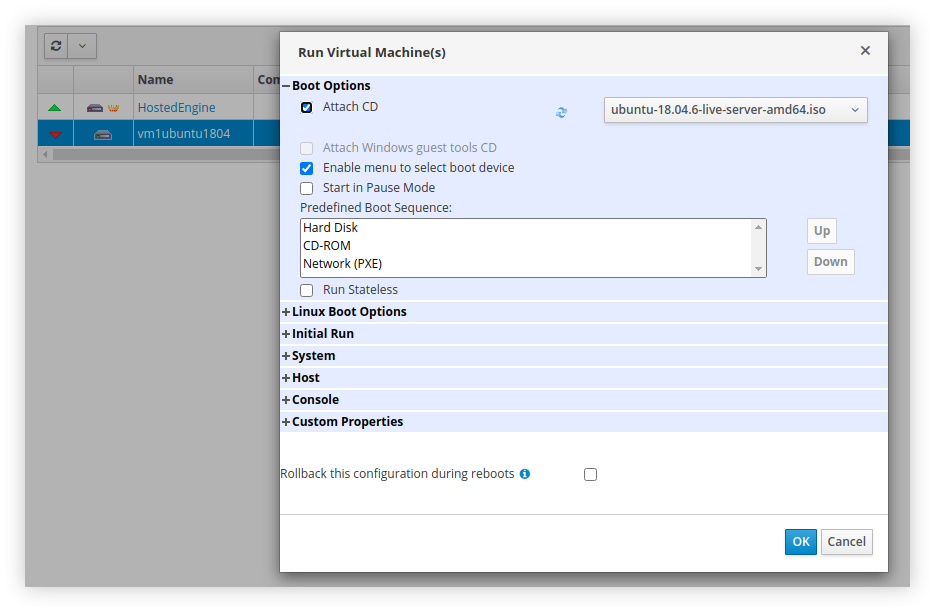 Run Virtual Machine(s)
Name
Com
HostedEngine
vm1ubuntu1804
Boot Options
Attach CD
ubuntu-18.04.6-live-server-amd64.iso
Attach Windows guest tools CD
Enable menu to select boot device
Start in Pause Mode
Predefined Boot Sequence:
Hard Disk
CD-ROM
Network (PXE)
Up
Down
Run Stateless
Linux Boot Options
Initial Run
System
Host
Console
Custom Properties
Rollback this configuration during reboots
OK
Cancel